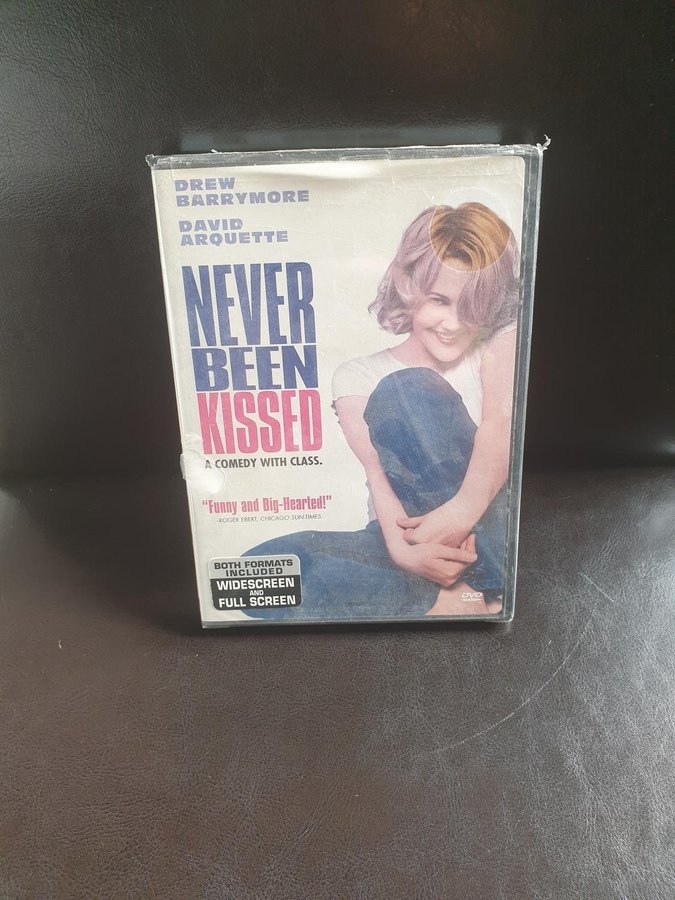 DREW
BARRYMORE
DAVID
ARQUETTE
NEVER
BEEN
KISSED
A COMEDY WITH CLASS.
"Funny and Big-Hearted!"
-ROGER EBERT, CHICAGO SUN-TIMES
BOTH FORMATS
INCLUDED
WIDESCREEN
AND
FULL SCREEN
DVD